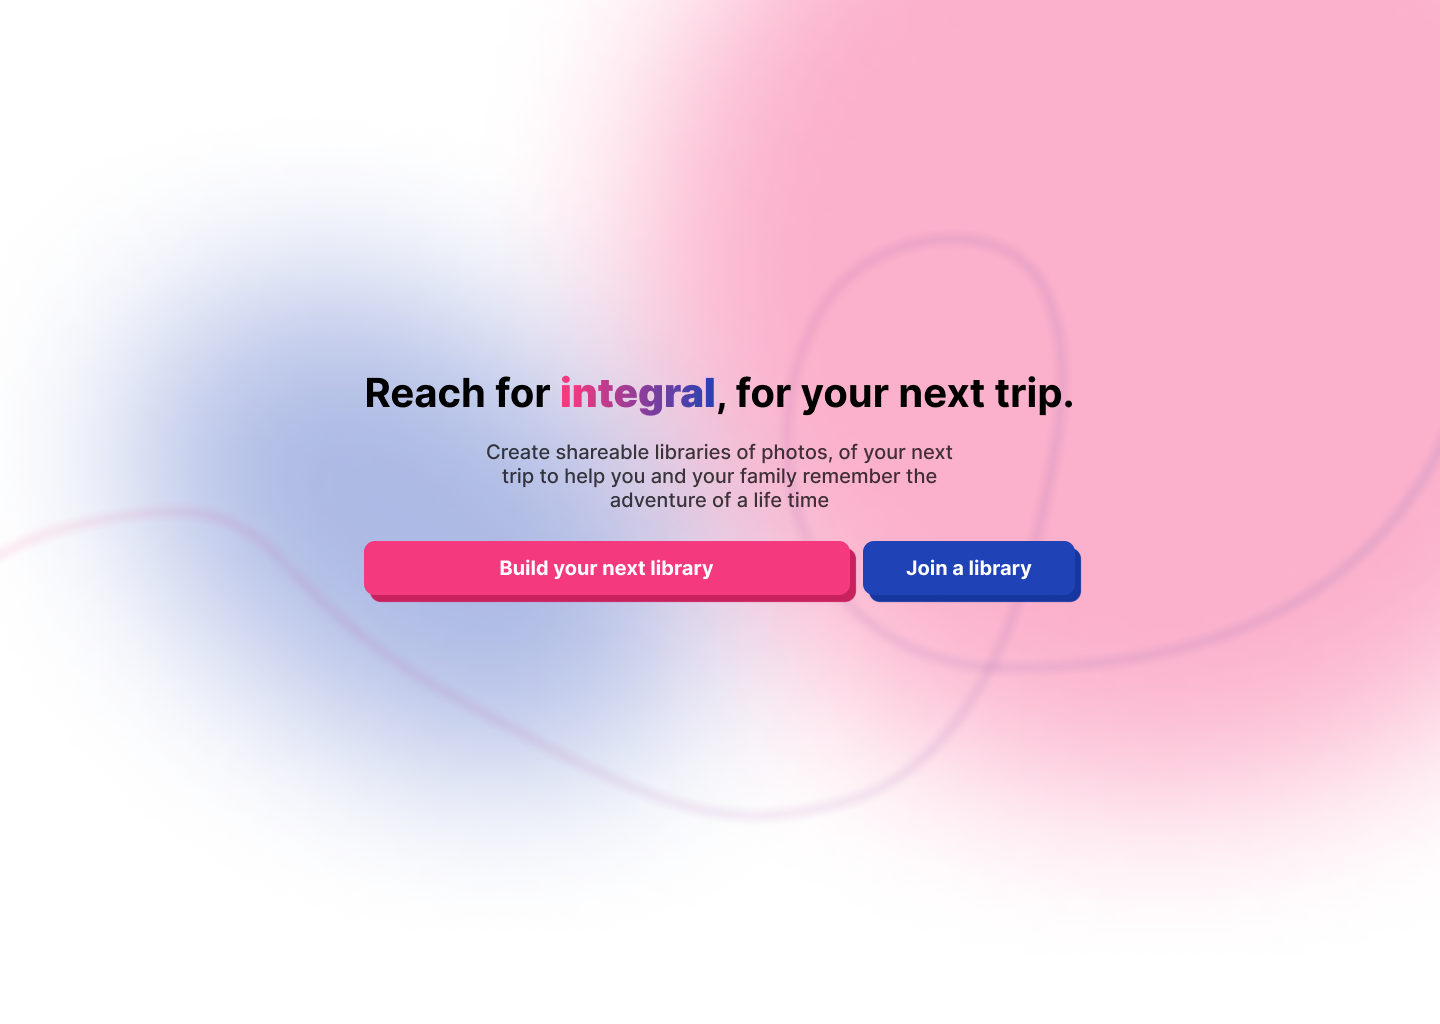 Reach for integral, for your next trip.
Create shareable libraries of photos, of your next
trip to help you and your family remember the
adventure of a life time
Build your next library
Join a library